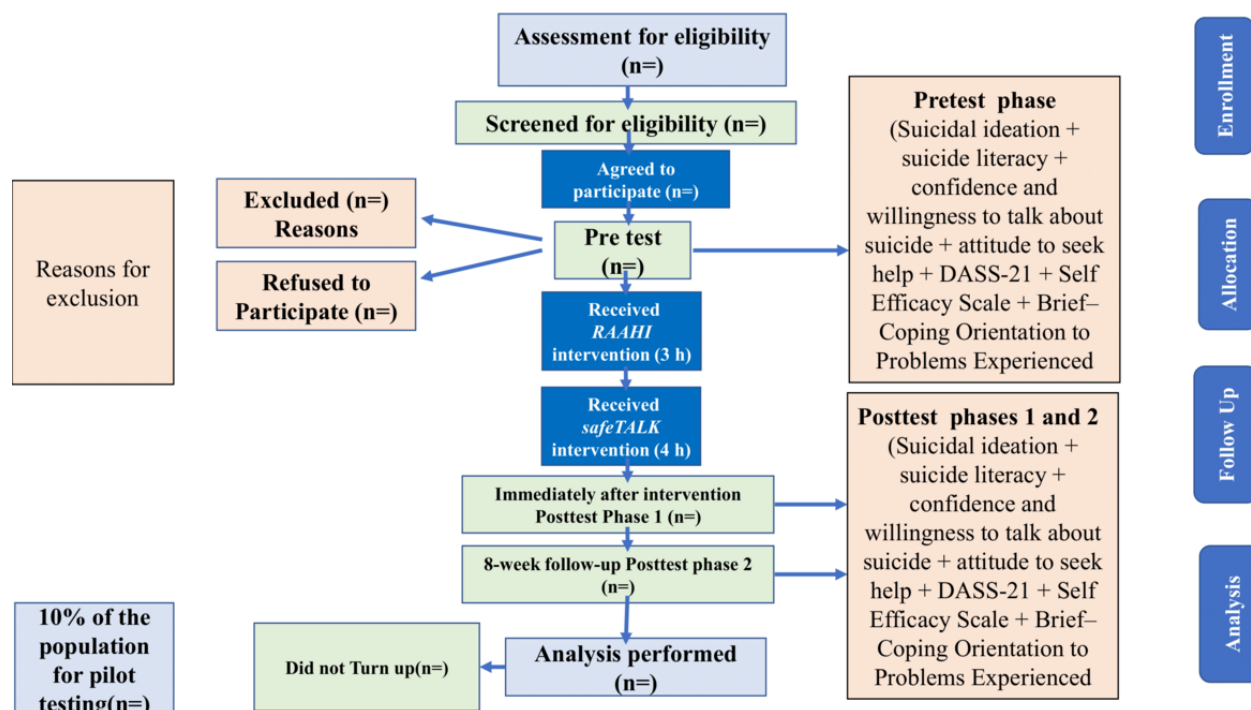 Assessment for eligibility
(n=)
Screened for eligibility (n=)
Agreed to
participate (n=)
Excluded (n=)
Reasons
Refused to
Participate (n=)
Reasons for
exclusion
Pre test
(n=)
Received
RAAHI
intervention (3 h)
Received
safeTALK
intervention (4 h)
Immediately after intervention
Posttest Phase 1 (n=)
8-week follow-up Posttest phase 2
(n=)
Analysis performed
(n=)
Did not Turn up(n=)
10% of the
population
for pilot
testing(n=)
Pretest phase
(Suicidal ideation +
suicide literacy +
confidence and
willingness to talk about
suicide + attitude to seek
help + DASS-21 + Self
Efficacy Scale + Brief–
Coping Orientation to
Problems Experienced
Posttest phases 1 and 2
(Suicidal ideation +
suicide literacy +
confidence and
willingness to talk about
suicide + attitude to seek
help + DASS-21 + Self
Efficacy Scale + Brief–
Coping Orientation to
Problems Experienced
Enrollment
Allocation
Follow Up
Analysis